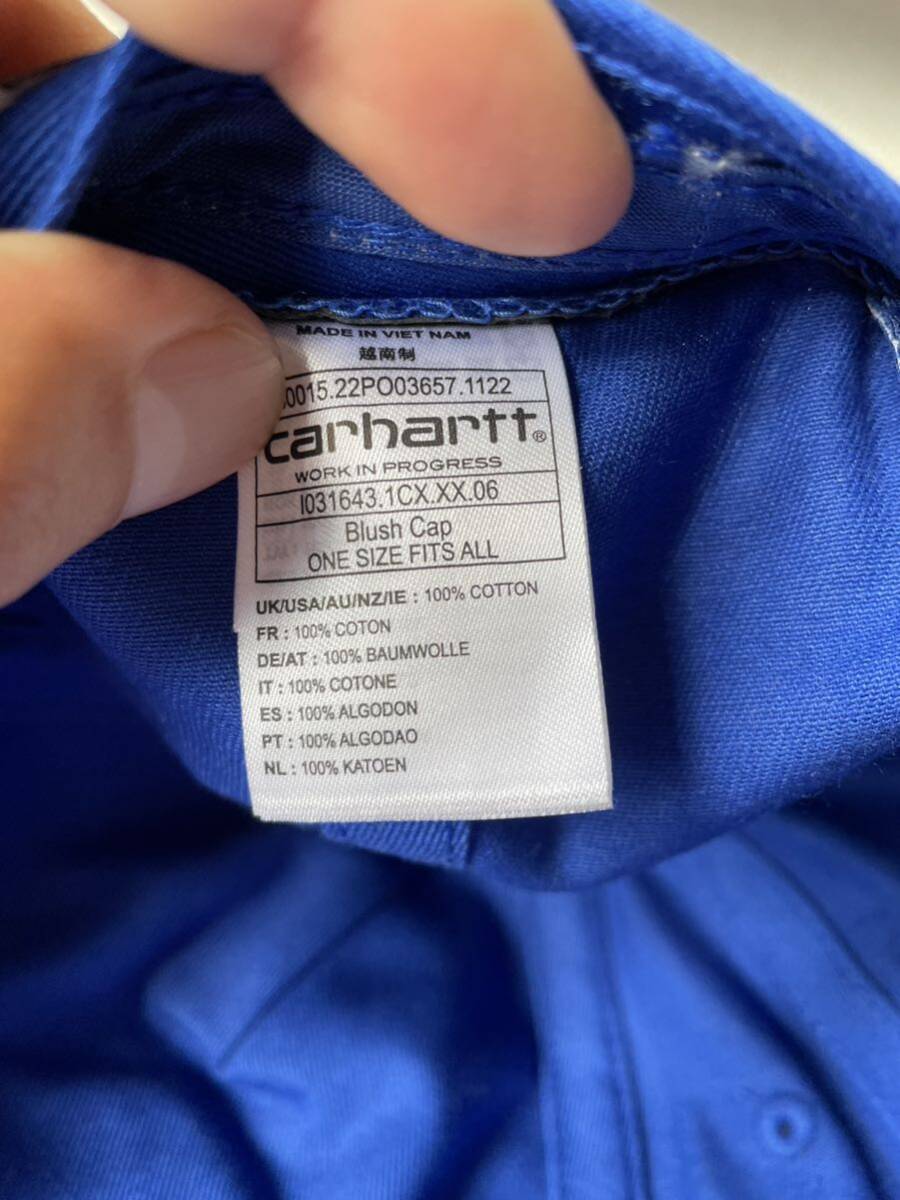 MADE IN VIET NAM
越南制
0015.22PO03657.1122
carhartt®
WORK IN PROGRESS
I031643.1CX.XX.06
Blush Cap
ONE SIZE FITS ALL
UK/USA/AU/NZ/IE : 100% COTTON
FR : 100% COTON
DE/AT : 100% BAUMWOLLE
IT : 100% COTONE
ES : 100% ALGODON
PT : 100% ALGODAO
NL : 100% KATOEN